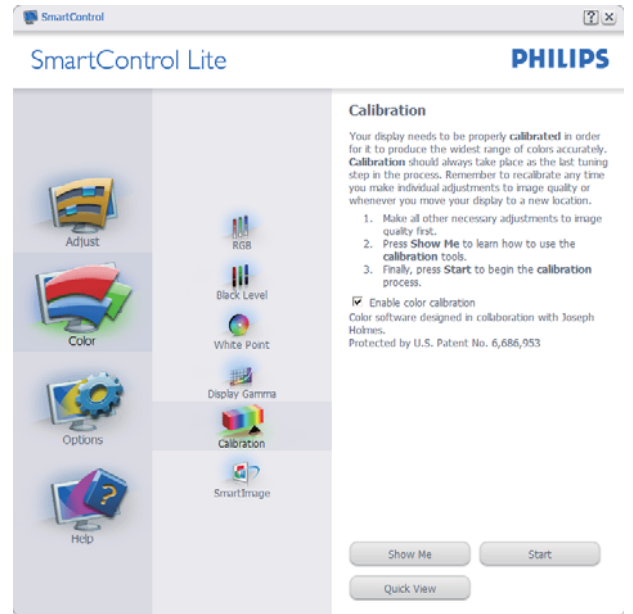 SmartControl
SmartControl Lite
PHILIPS
Adjust
Color
Options
Help
RGB
Black Level
White Point
Display Gamma
Calibration
SmartImage
Calibration
Your display needs to be properly calibrated in order
for it to produce the widest range of colors accurately.
Calibration should always take place as the last tuning
step in the process. Remember to recalibrate any time
you make individual adjustments to image quality or
whenever you move your display to a new location.
1. Make all other necessary adjustments to image
quality first.
2. Press Show Me to learn how to use the
calibration tools.
3. Finally, press Start to begin the calibration
process.
Enable color calibration
Color software designed in collaboration with Joseph
Holmes.
Protected by U.S. Patent No. 6,686,953
Show Me
Start
Quick View